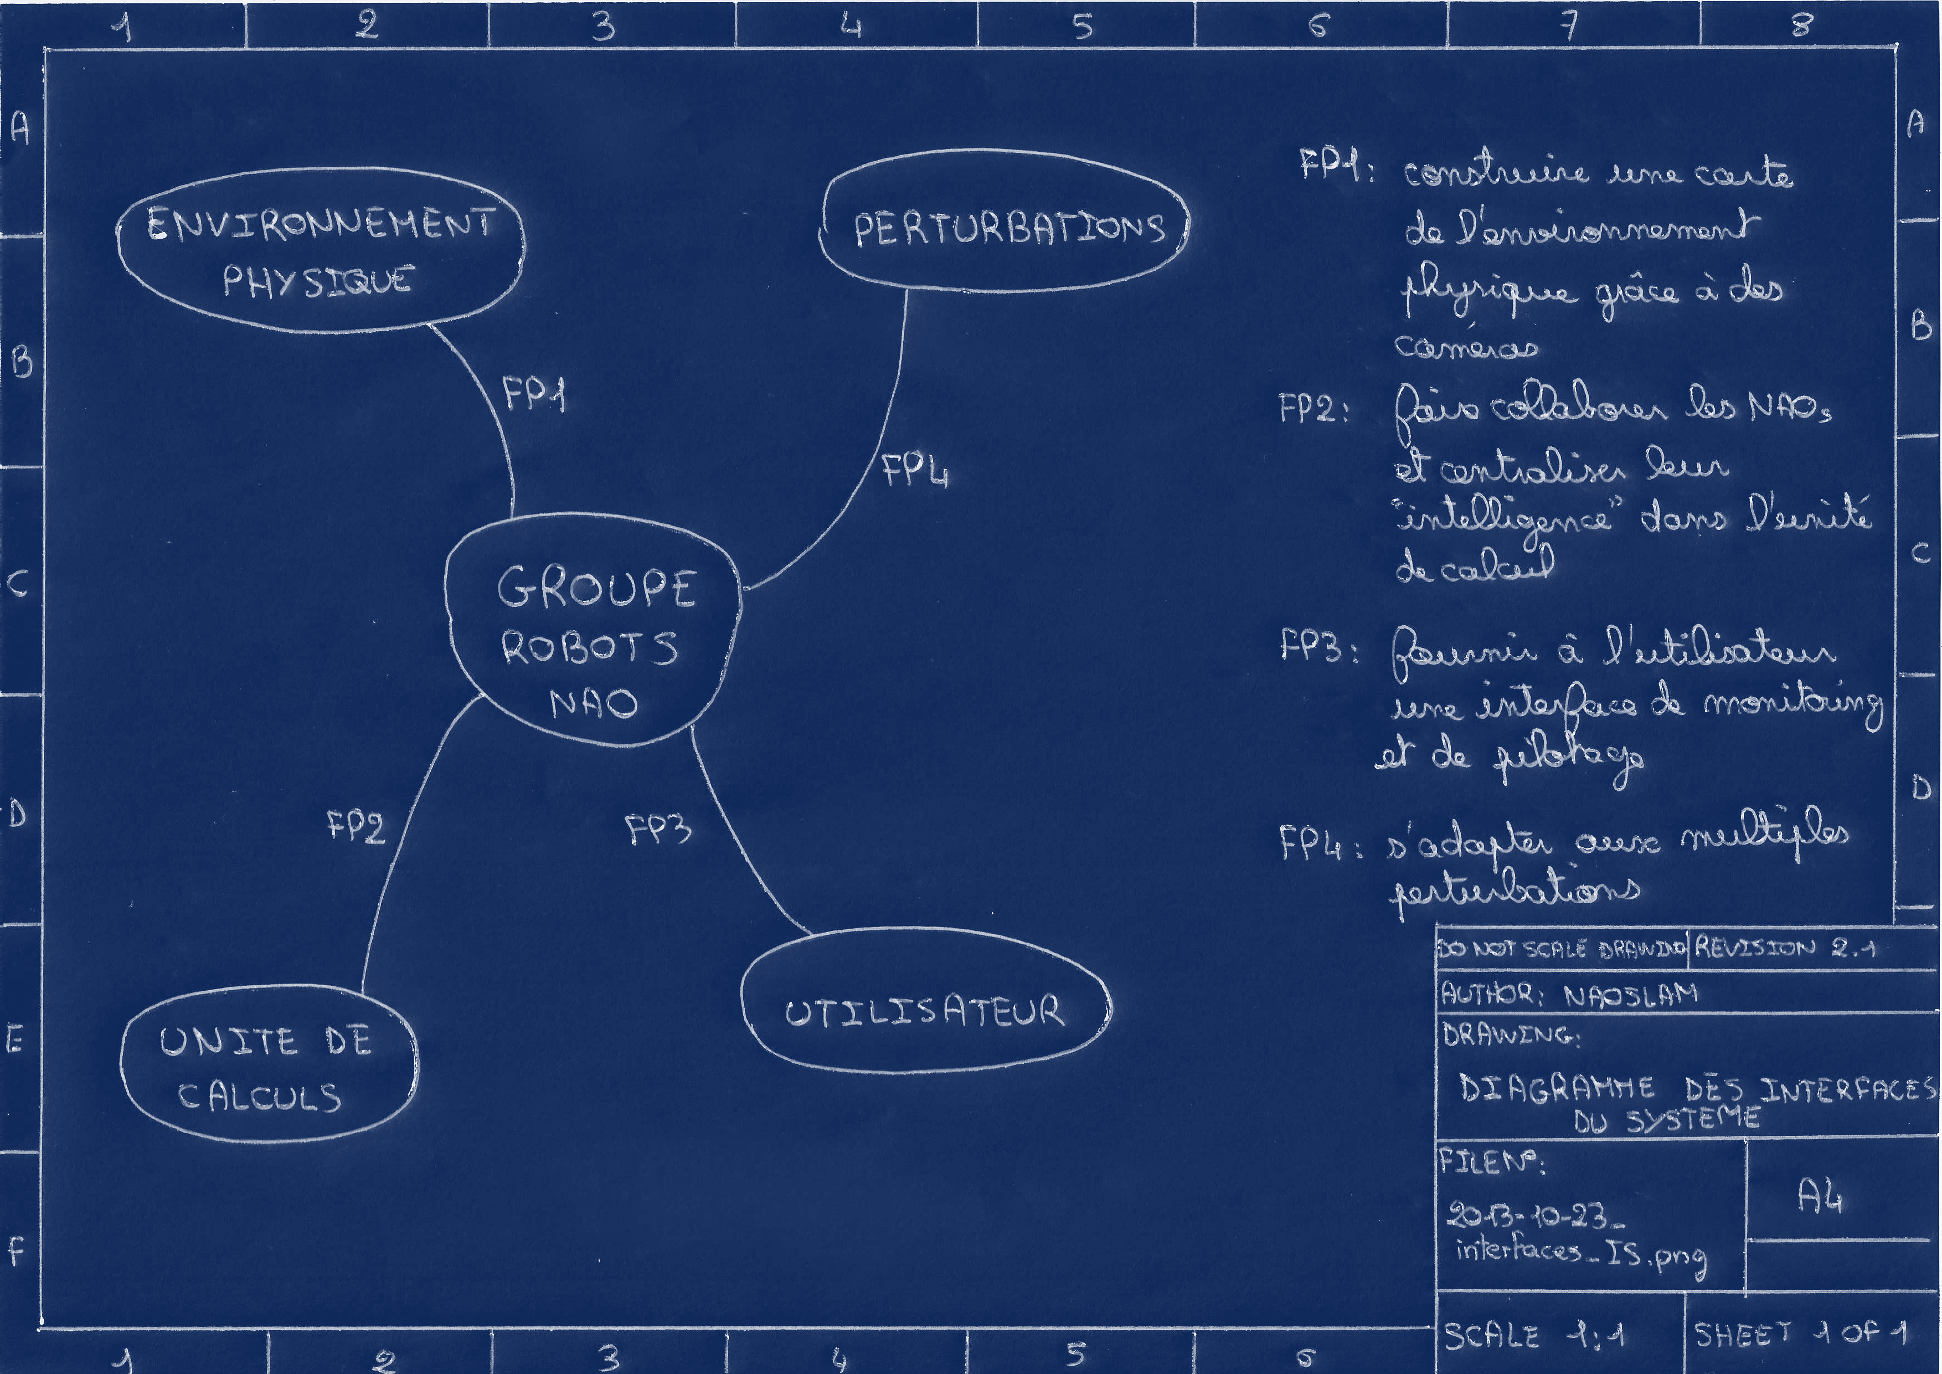 1 2 3 4 5 6 7 8
A A
ENVIRONNEMENT
PHYSIQUE
PERTURBATIONS
FP1: construire une carte
de l'environnement
physique grâce à des
caméras
B B
FP1
FP4
FP2: faire collaborer les NAOs
et centraliser leur
"intelligence" dans l'unité
de calcul
C C
GROUPE
ROBOTS
NAO
FP3: fournir à l'utilisateur
une interface de monitoring
et de pilotage
D D
FP2
FP3
FP4: s'adapter aux multiples
perturbations
E
UNITE DE
CALCULS
UTILISATEUR
F
DO NOT SCALE DRAWING REVISION 2.1
AUTHOR: NAOSLAM
DRAWING:
DIAGRAMME DES INTERFACES
DU SYSTEME
FILEN°:
2013-10-23_
interfaces_IS.png
A4
SCALE 1:1 SHEET 1 OF 1
1 2 3 4 5 6